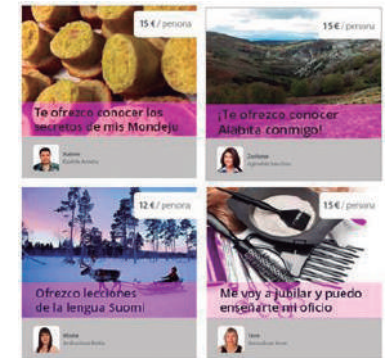 15 € / persona
Te ofrezco conocer los
secretos de mis Mondeju
15 € / persona
¡Te ofrezco conocer
Alabita conmigo!
12 € / persona
Ofrezco lecciones
de la lengua Suomi
15 € / persona
Me voy a jubilar y puedo
enseñarte mi oficio